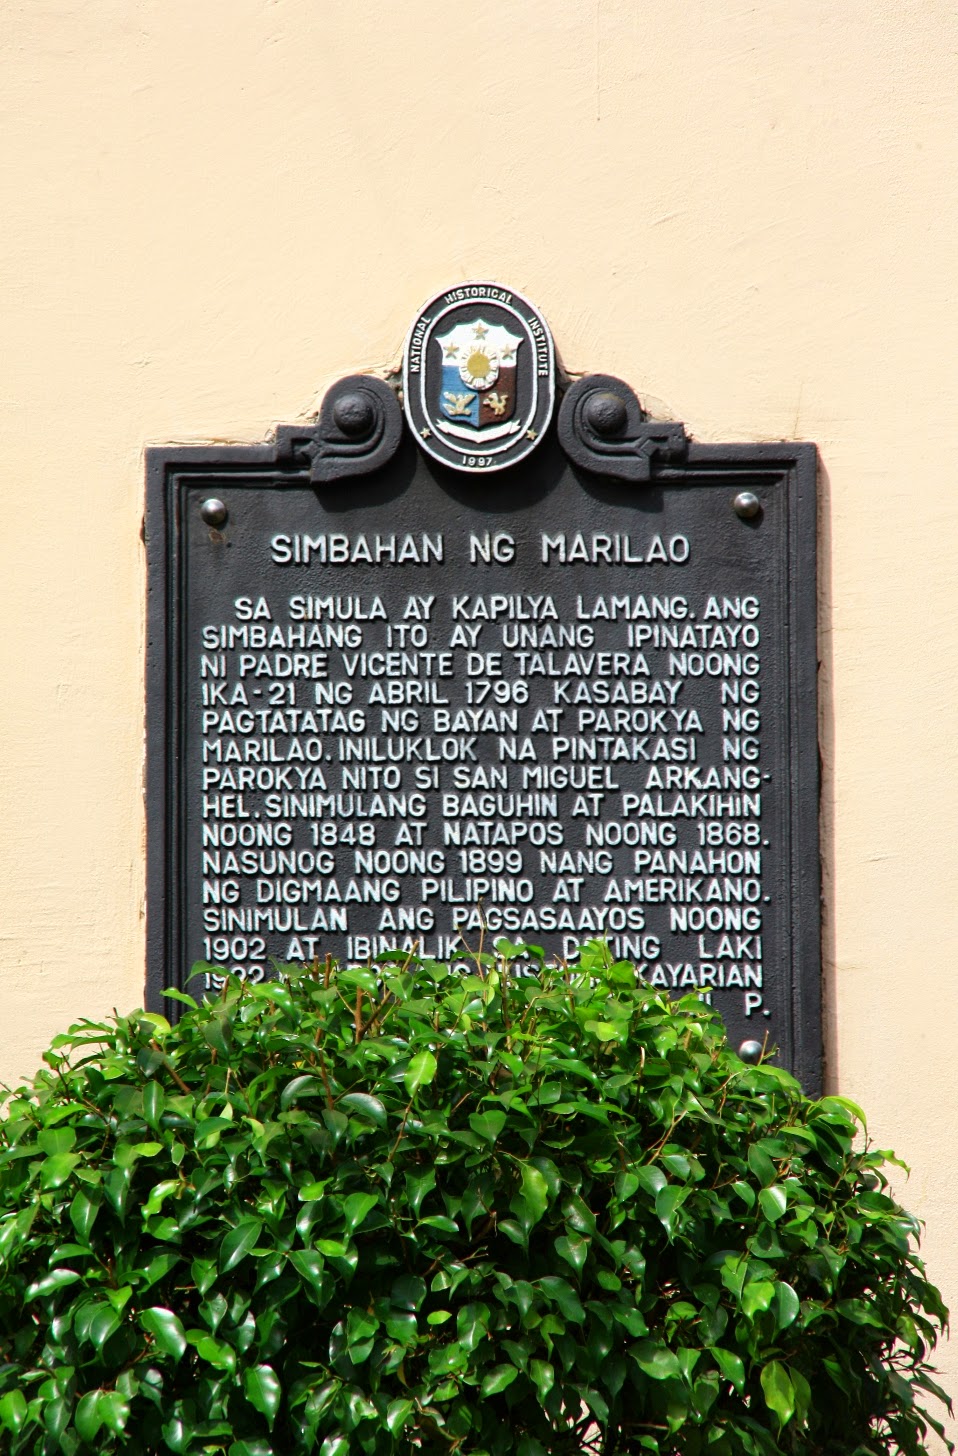 NATIONAL HISTORICAL INSTITUTE
1997
SIMBAHAN NG MARILAO
SA SIMULA AY KAPILYA LAMANG. ANG
SIMBAHANG ITO AY UNANG IPINATAYO
NI PADRE VICENTE DE TALAVERA NOONG
IKA-21 NG ABRIL 1796 KASABAY NG
PAGTATATAG NG BAYAN AT PAROKYA NG
MARILAO. INILUKLOK NA PINTAKASI NG
PAROKYA NITO SI SAN MIGUEL ARKANG-
HEL. SINIMULANG BAGUHIN AT PALAKIHIN
NOONG 1848 AT NATAPOS NOONG 1868.
NASUNOG NOONG 1899 NANG PANAHON
NG DIGMAANG PILIPINO AT AMERIKANO.
SINIMULAN ANG PAGSASAAYOS NOONG
1902 AT IBINALIK SA DATING LAKI
P.